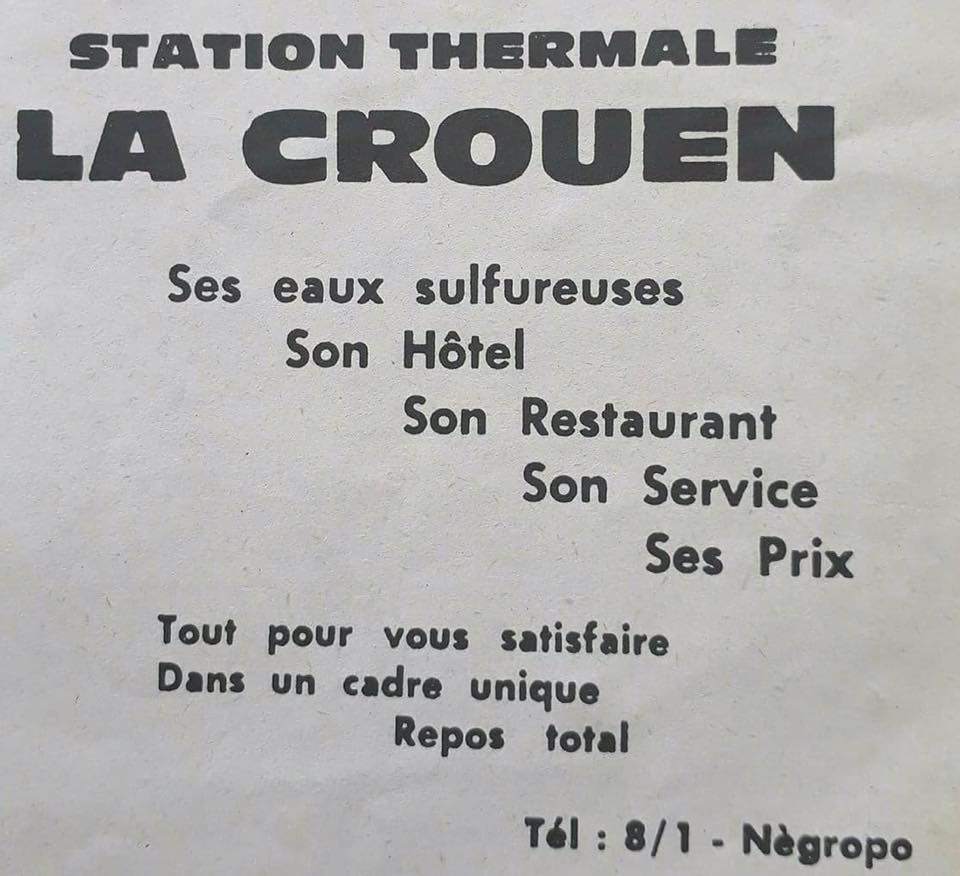 STATION THERMALE
LA CROUEN
Ses eaux sulfureuses
Son Hôtel
Son Restaurant
Son Service
Ses Prix
Tout pour vous satisfaire
Dans un cadre unique
Repos total
Tél : 8/1 - Nègropo